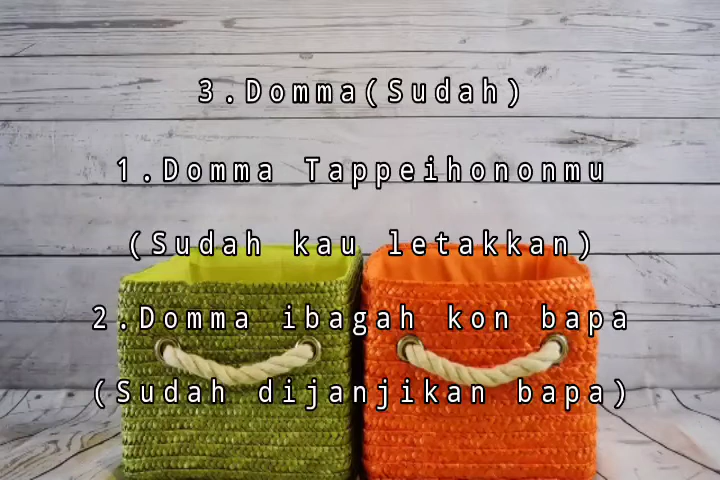 3.Domma(Sudah)
1.Domma Tappeihononmu
(Sudah kau letakkan)
2.Domma ibagah kon bapa
(Sudah dijanjikan bapa)